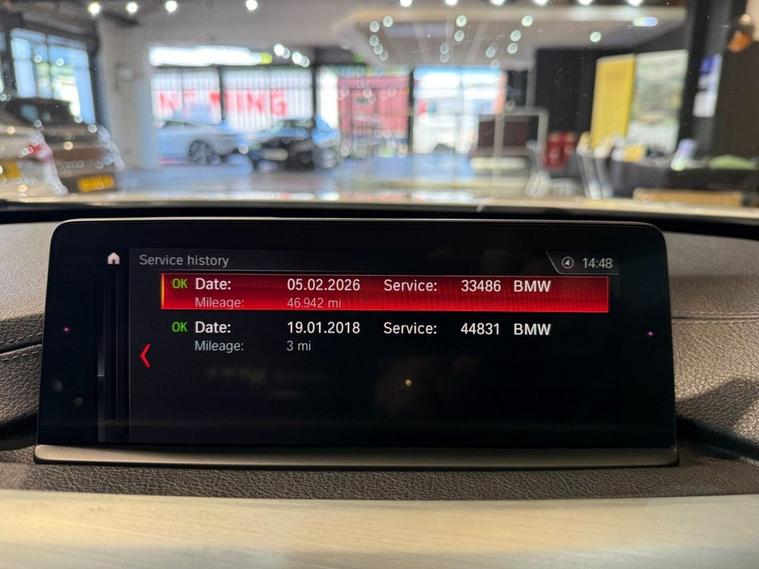 Service history
14:48
OK Date: 05.02.2026 Service: 33486 BMW
Mileage: 46.942 mi
OK Date: 19.01.2018 Service: 44831 BMW
Mileage: 3 mi